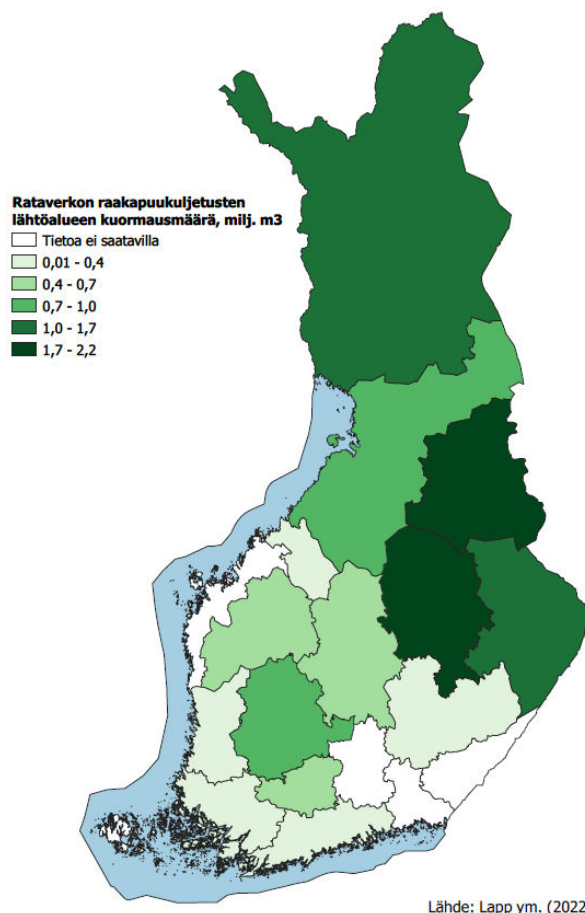 Rataverkon raakapuukuljetusten
lähtöalueen kuormausmäärä, milj. m3
Tietoa ei saatavilla
0,01 - 0,4
0,4 - 0,7
0,7 - 1,0
1,0 - 1,7
1,7 - 2,2
Lähde: Lapp ym. (2022